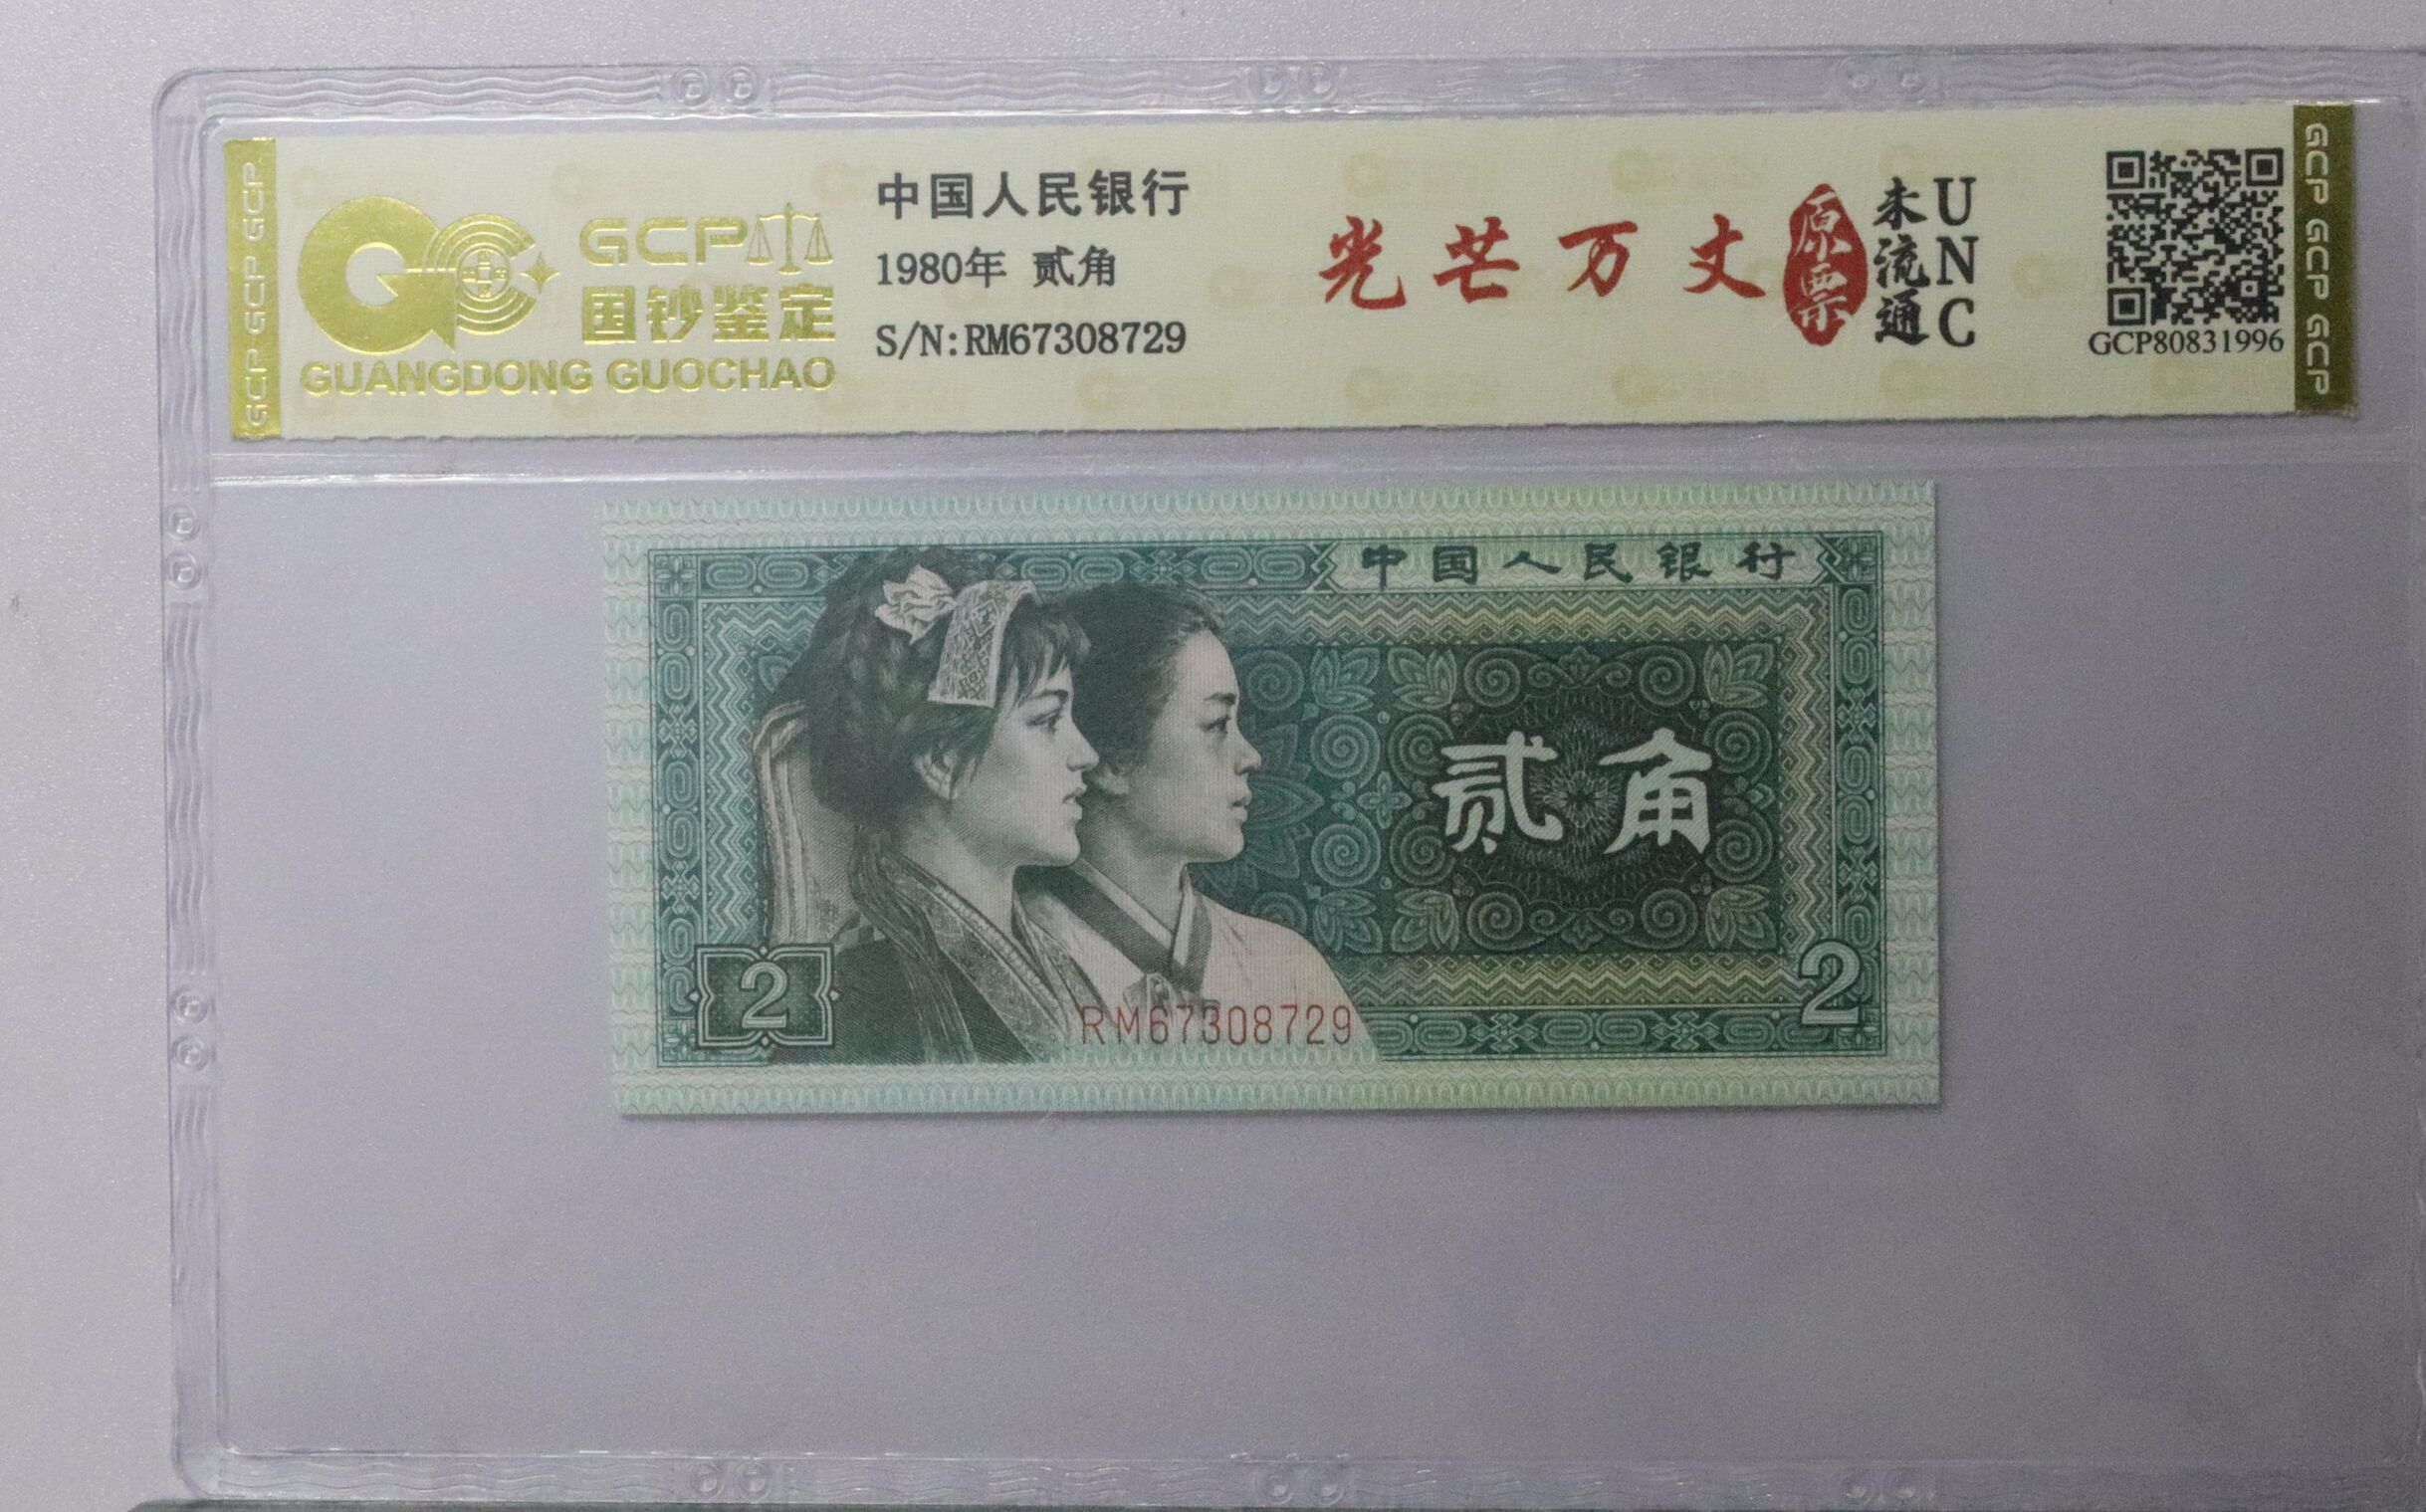 GCP GCP GCP
GCP
国钞鉴定
GUANGDONG GUOCHAO
中国人民银行
1980年 贰角
S/N:RM67308729
光芒万丈
原票
未流通
UNC
GCP80831996
GCP GCP GCP
中国人民银行
贰角
2
2
RM67308729